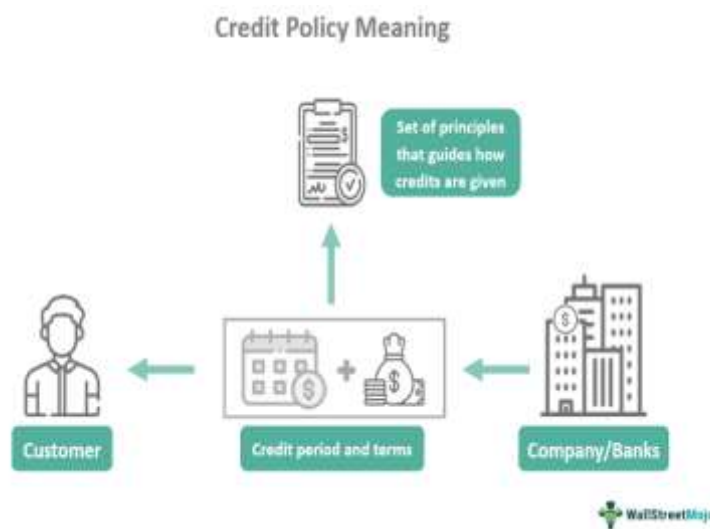 Credit Policy Meaning
Set of principles
that guides how
credits are given
Customer
Credit period and terms
Company/Banks
WallStreetMojo